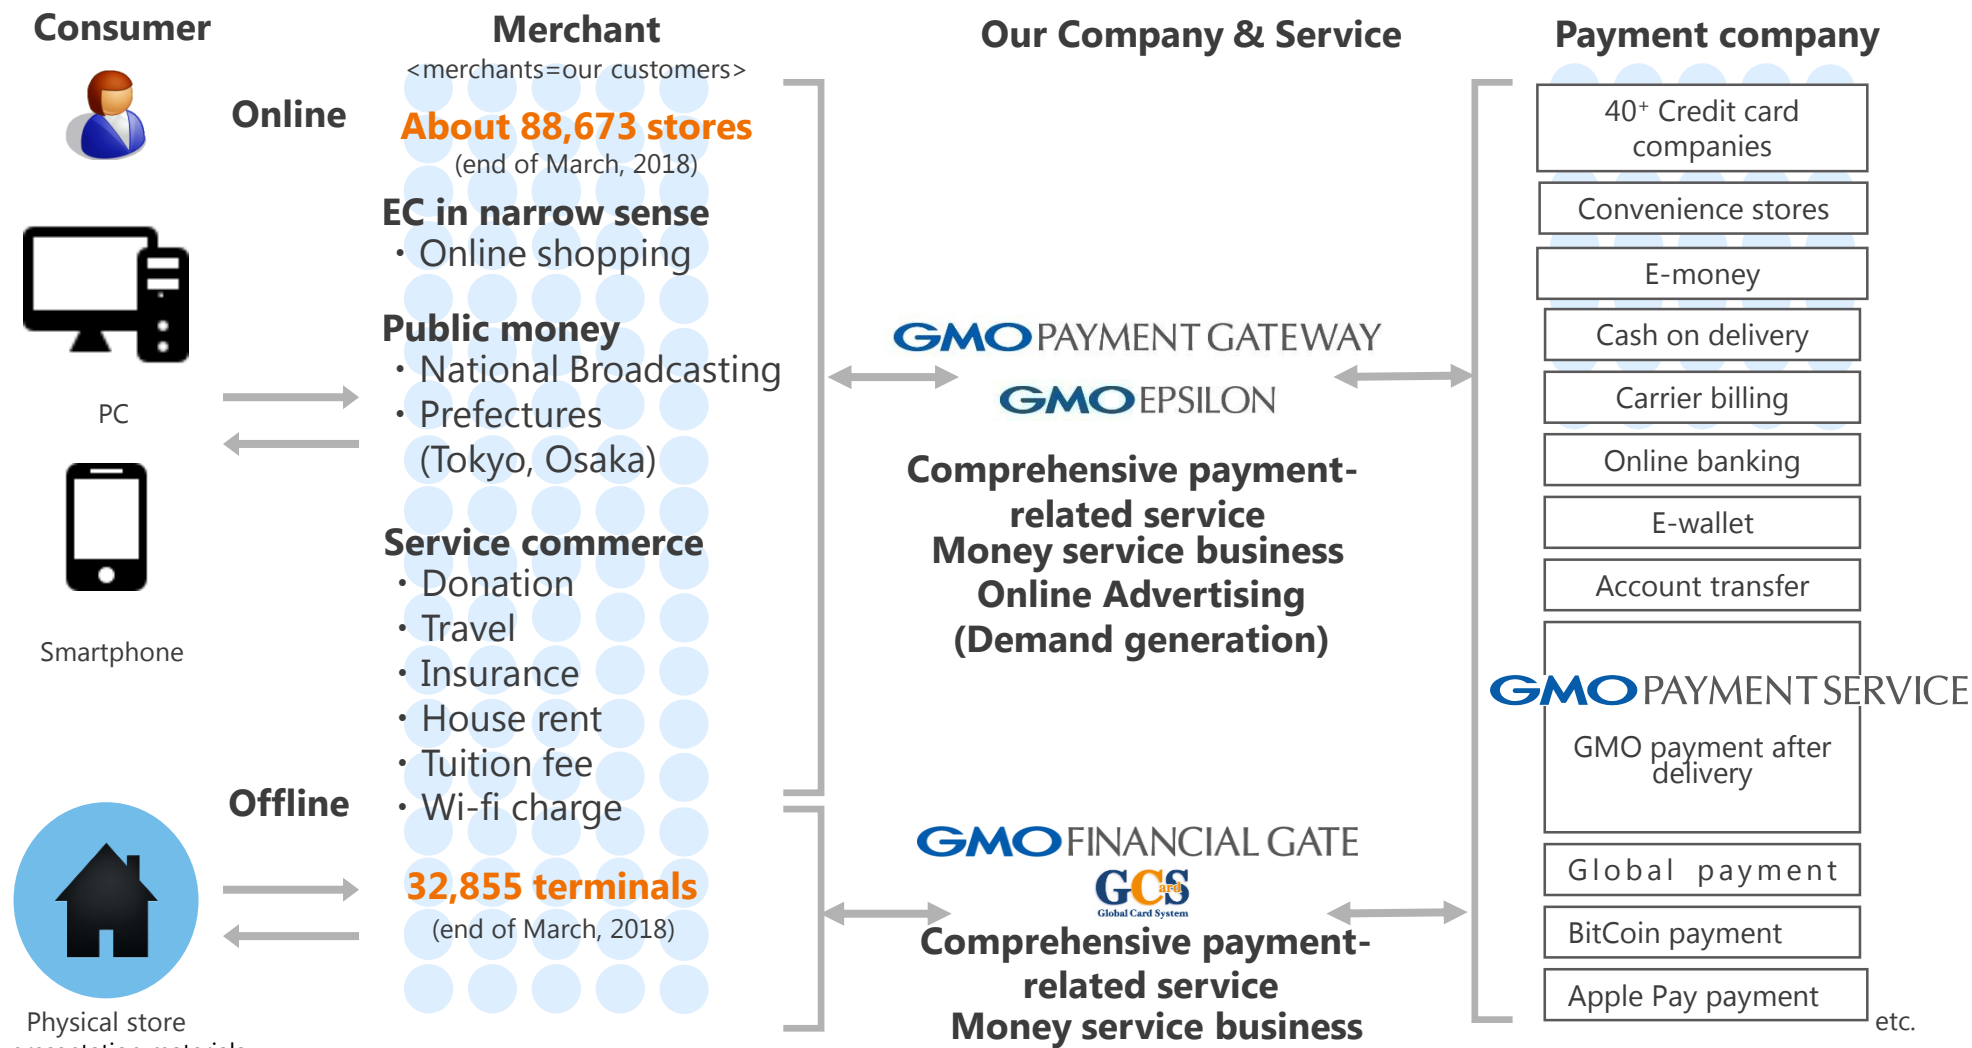 Consumer
Online
PC
Smartphone
Offline
Physical store
presentation materials
Merchant
<merchants=our customers>
About 88,673 stores
(end of March, 2018)
EC in narrow sense
・Online shopping
Public money
・National Broadcasting
・Prefectures
(Tokyo, Osaka)
Service commerce
・Donation
・Travel
・Insurance
・House rent
・Tuition fee
・Wi-fi charge
32,855 terminals
(end of March, 2018)
Our Company & Service
GMO PAYMENT GATEWAY
GMO EPSILON
Comprehensive payment-
related service
Money service business
Online Advertising
(Demand generation)
GMO FINANCIAL GATE
GCard S
Global Card System
Comprehensive payment-
related service
Money service business
Payment company
40+ Credit card
companies
Convenience stores
E-money
Cash on delivery
Carrier billing
Online banking
E-wallet
Account transfer
GMO PAYMENT SERVICE
GMO payment after
delivery
Global payment
BitCoin payment
Apple Pay payment
etc.